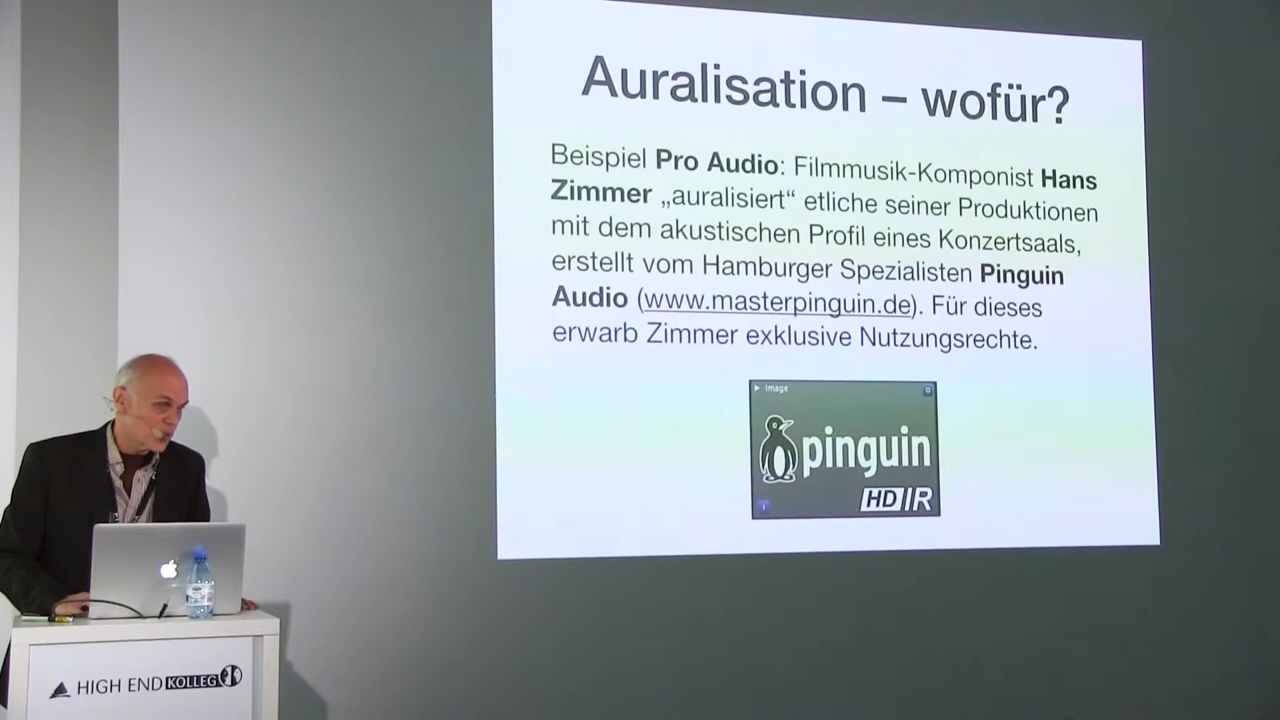 Auralisation – wofür?
Beispiel Pro Audio: Filmmusik-Komponist Hans
Zimmer „auralisiert“ etliche seiner Produktionen
mit dem akustischen Profil eines Konzertsaals,
erstellt vom Hamburger Spezialisten Pinguin
Audio (www.masterpinguin.de). Für dieses
erwarb Zimmer exklusive Nutzungsrechte.
image
pinguin
HD IR
HIGH END KOLLEG